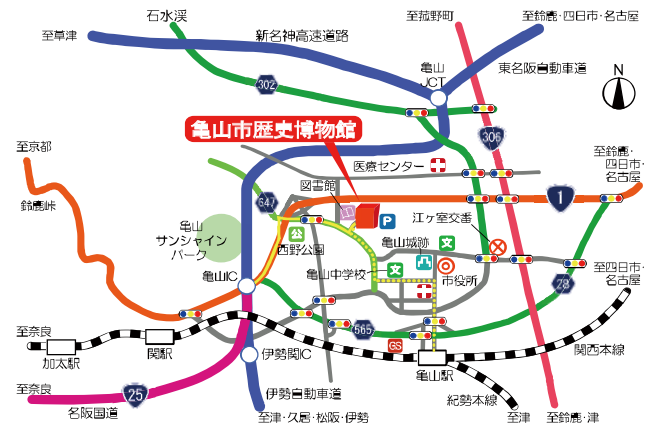 石水渓
至菰野町
至鈴鹿・四日市・名古屋
至草津
新名神高速道路
亀山
JCT
東名阪自動車道
N
302
306
亀山市歴史博物館
至京都
医療センター
至鈴鹿・
四日市・
名古屋
図書館
1
鈴鹿峠
647
P
江ヶ室交番
亀山
サンシャイン
パーク
公
西野公園
亀山城跡
文
亀山中学校
文
市役所
亀山IC
至四日市・
名古屋
28
至奈良
565
GS
加太駅
関駅
伊勢関IC
亀山駅
関西本線
至奈良
25
名阪国道
伊勢自動車道
紀勢本線
至津・久居・松阪・伊勢
至津
至鈴鹿・津